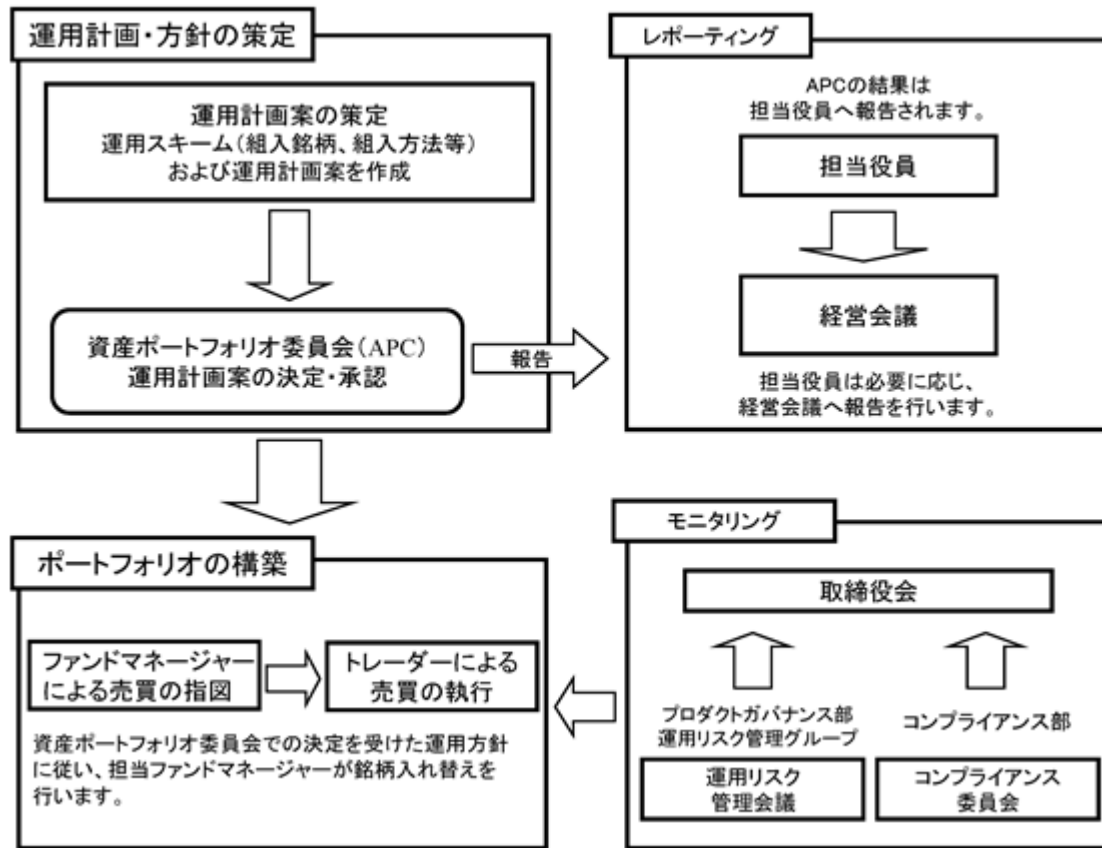 運用計画・方針の策定
運用計画案の策定
運用スキーム（組入銘柄、組入方法等）
および運用計画案を作成
資産ポートフォリオ委員会（APC）
運用計画案の決定・承認
報告
レポーティング
APCの結果は
担当役員へ報告されます。
担当役員
経営会議
担当役員は必要に応じ、
経営会議へ報告を行います。
ポートフォリオの構築
ファンドマネージャー
による売買の指図
トレーダーによる
売買の執行
資産ポートフォリオ委員会での決定を受けた運用方針
に従い、担当ファンドマネージャーが銘柄入れ替えを
行います。
モニタリング
取締役会
プロダクトガバナンス部
運用リスク管理グループ
運用リスク
管理会議
コンプライアンス部
コンプライアンス
委員会